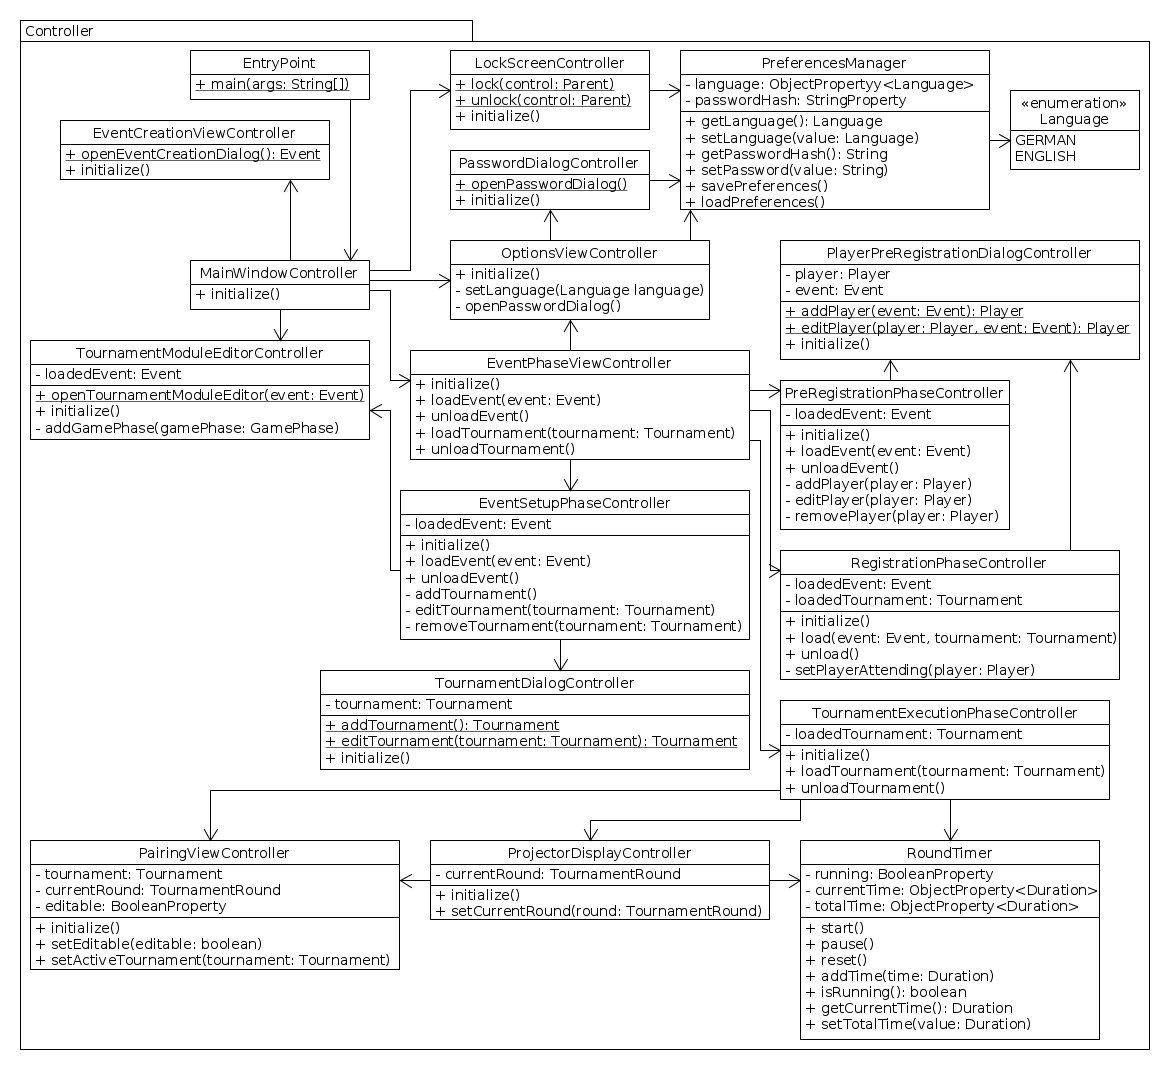 Controller
EntryPoint
+ main(args: String[])
LockScreenController
+ lock(control: Parent)
+ unlock(control: Parent)
+ initialize()
PreferencesManager
- language: ObjectPropertyy<Language>
- passwordHash: StringProperty
+ getLanguage(): Language
+ setLanguage(value: Language)
+ getPasswordHash(): String
+ setPassword(value: String)
+ savePreferences()
+ loadPreferences()
«enumeration»
Language
GERMAN
ENGLISH
EventCreationViewController
+ openEventCreationDialog(): Event
+ initialize()
PasswordDialogController
+ openPasswordDialog()
+ initialize()
MainWindowController
+ initialize()
OptionsViewController
+ initialize()
- setLanguage(Language language)
- openPasswordDialog()
PlayerPreRegistrationDialogController
- player: Player
- event: Event
+ addPlayer(event: Event): Player
+ editPlayer(player: Player, event: Event): Player
+ initialize()
TournamentModuleEditorController
- loadedEvent: Event
+ openTournamentModuleEditor(event: Event)
+ initialize()
- addGamePhase(gamePhase: GamePhase)
EventPhaseViewController
+ initialize()
+ loadEvent(event: Event)
+ unloadEvent()
+ loadTournament(tournament: Tournament)
+ unloadTournament()
PreRegistrationPhaseController
- loadedEvent: Event
+ initialize()
+ loadEvent(event: Event)
+ unloadEvent()
- addPlayer(player: Player)
- editPlayer(player: Player)
- removePlayer(player: Player)
EventSetupPhaseController
- loadedEvent: Event
+ initialize()
+ loadEvent(event: Event)
+ unloadEvent()
- addTournament()
- editTournament(tournament: Tournament)
- removeTournament(tournament: Tournament)
RegistrationPhaseController
- loadedEvent: Event
- loadedTournament: Tournament
+ initialize()
+ load(event: Event, tournament: Tournament)
+ unload()
- setPlayerAttending(player: Player)
TournamentDialogController
- tournament: Tournament
+ addTournament(): Tournament
+ editTournament(tournament: Tournament): Tournament
+ initialize()
TournamentExecutionPhaseController
- loadedTournament: Tournament
+ initialize()
+ loadTournament(tournament: Tournament)
+ unloadTournament()
PairingViewController
- tournament: Tournament
- currentRound: TournamentRound
- editable: BooleanProperty
+ initialize()
+ setEditable(editable: boolean)
+ setActiveTournament(tournament: Tournament)
ProjectorDisplayController
- currentRound: TournamentRound
+ initialize()
+ setCurrentRound(round: TournamentRound)
RoundTimer
- running: BooleanProperty
- currentTime: ObjectProperty<Duration>
- totalTime: ObjectProperty<Duration>
+ start()
+ pause()
+ reset()
+ addTime(time: Duration)
+ isRunning(): boolean
+ getCurrentTime(): Duration
+ setTotalTime(value: Duration)